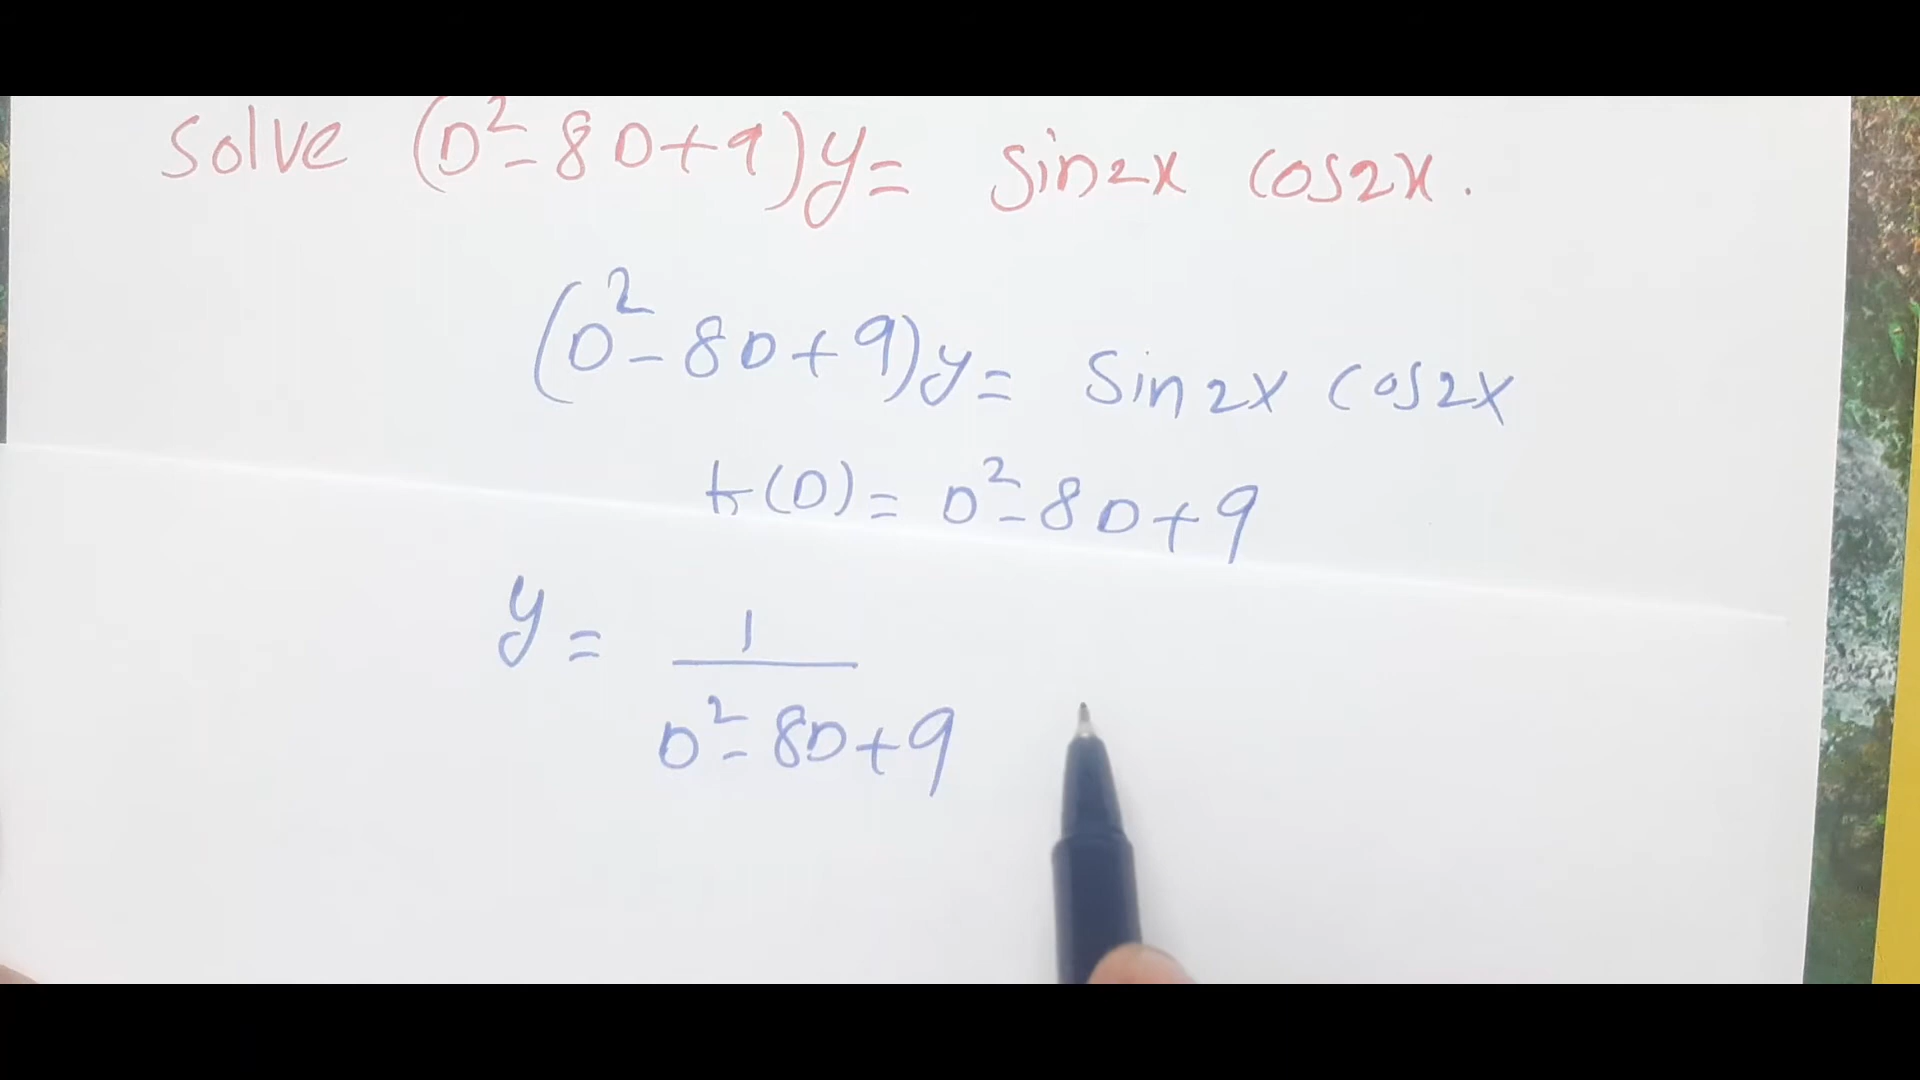 Solve (D²-8D+9)y= sin2x cos2x.
(D²-8D+9)y= Sin2x cos2x
f(D)= D²-8D+9
y= 1
D²-8D+9